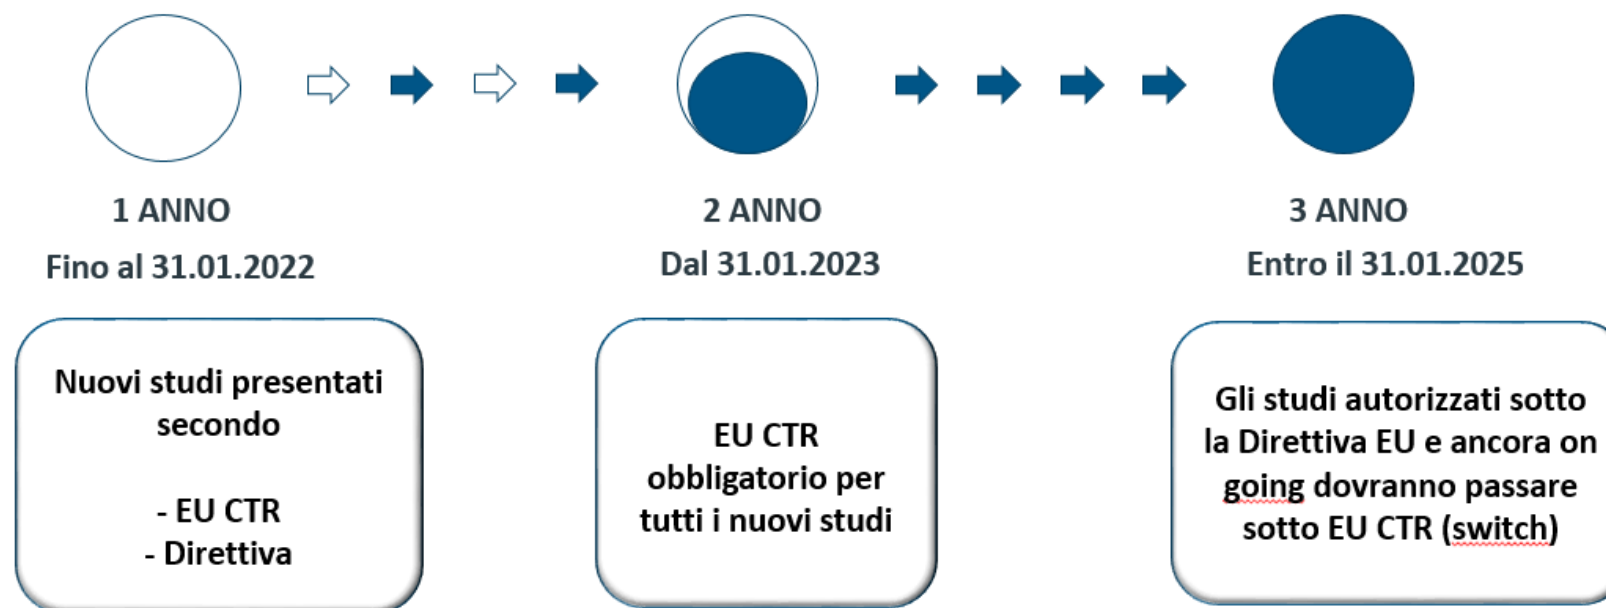 1 ANNO
Fino al 31.01.2022
Nuovi studi presentati
secondo
- EU CTR
- Direttiva
2 ANNO
Dal 31.01.2023
EU CTR
obbligatorio per
tutti i nuovi studi
3 ANNO
Entro il 31.01.2025
Gli studi autorizzati sotto
la Direttiva EU e ancora on
going dovranno passare
sotto EU CTR (switch)